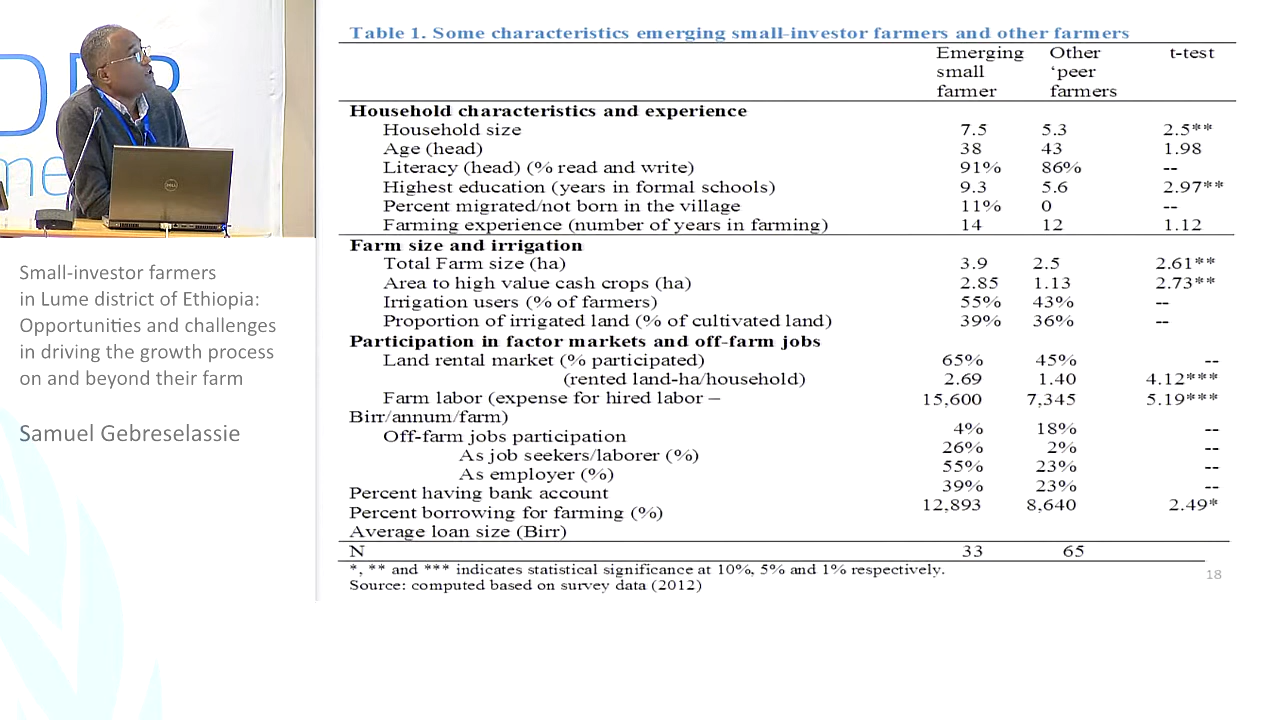 Table 1. Some characteristics emerging small-investor farmers and other farmers
Emerging small farmer Other ‘peer farmers t-test
Household characteristics and experience
Household size 7.5 5.3 2.5**
Age (head) 38 43 1.98
Literacy (head) (% read and write) 91% 86% --
Highest education (years in formal schools) 9.3 5.6 2.97**
Percent migrated/not born in the village 11% 0 --
Farming experience (number of years in farming) 14 12 1.12
Farm size and irrigation
Total Farm size (ha) 3.9 2.5 2.61**
Area to high value cash crops (ha) 2.85 1.13 2.73**
Irrigation users (% of farmers) 55% 43% --
Proportion of irrigated land (% of cultivated land) 39% 36% --
Participation in factor markets and off-farm jobs
Land rental market (% participated) 65% 45% --
(rented land-ha/household) 2.69 1.40 4.12***
Farm labor (expense for hired labor – 15,600 7,345 5.19***
Birr/annum/farm)
Off-farm jobs participation 4% 18% --
As job seekers/laborer (%) 26% 2% --
As employer (%) 55% 23% --
Percent having bank account 39% 23% --
Percent borrowing for farming (%) 12,893 8,640 2.49*
Average loan size (Birr)
N 33 65
*, ** and *** indicates statistical significance at 10%, 5% and 1% respectively.
Source: computed based on survey data (2012)
18
Small-investor farmers
in Lume district of Ethiopia:
Opportunities and challenges
in driving the growth process
on and beyond their farm
Samuel Gebreselassie
DELL